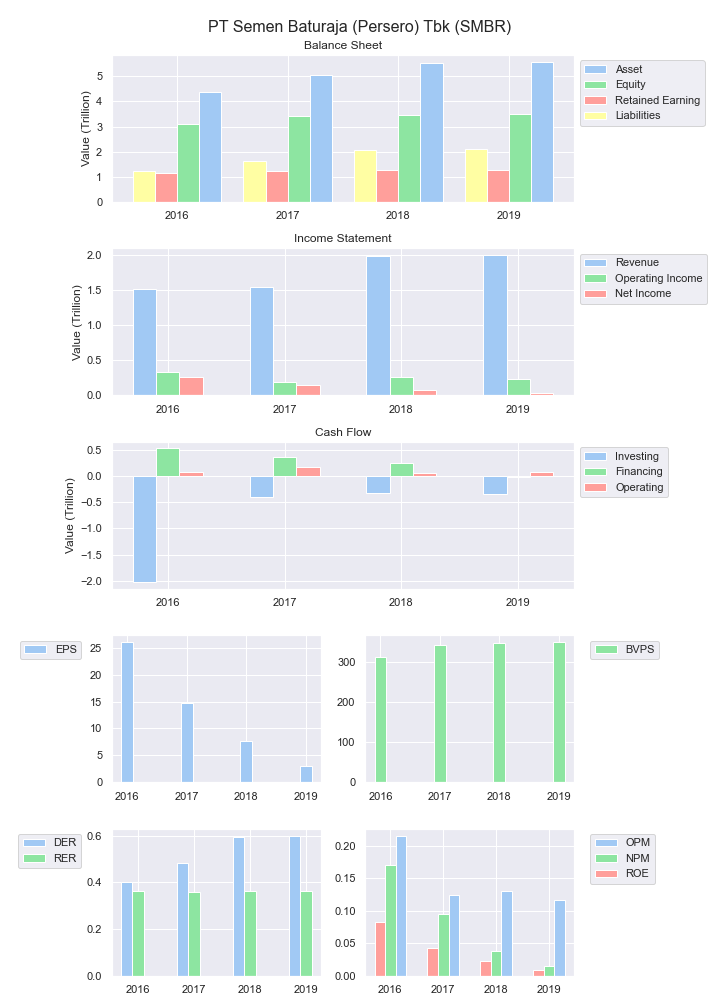 PT Semen Baturaja (Persero) Tbk (SMBR)
Balance Sheet
Value (Trillion)
5
4
3
2
1
0
2016 2017 2018 2019
Asset
Equity
Retained Earning
Liabilities
Income Statement
Value (Trillion)
2.0
1.5
1.0
0.5
0.0
2016 2017 2018 2019
Revenue
Operating Income
Net Income
Cash Flow
Value (Trillion)
0.5
0.0
−0.5
−1.0
−1.5
−2.0
2016 2017 2018 2019
Investing
Financing
Operating
EPS
25
20
15
10
5
0
2016 2017 2018 2019
300
200
100
0
2016 2017 2018 2019
BVPS
DER
RER
0.6
0.4
0.2
0.0
2016 2017 2018 2019
0.20
0.15
0.10
0.05
0.00
2016 2017 2018 2019
OPM
NPM
ROE